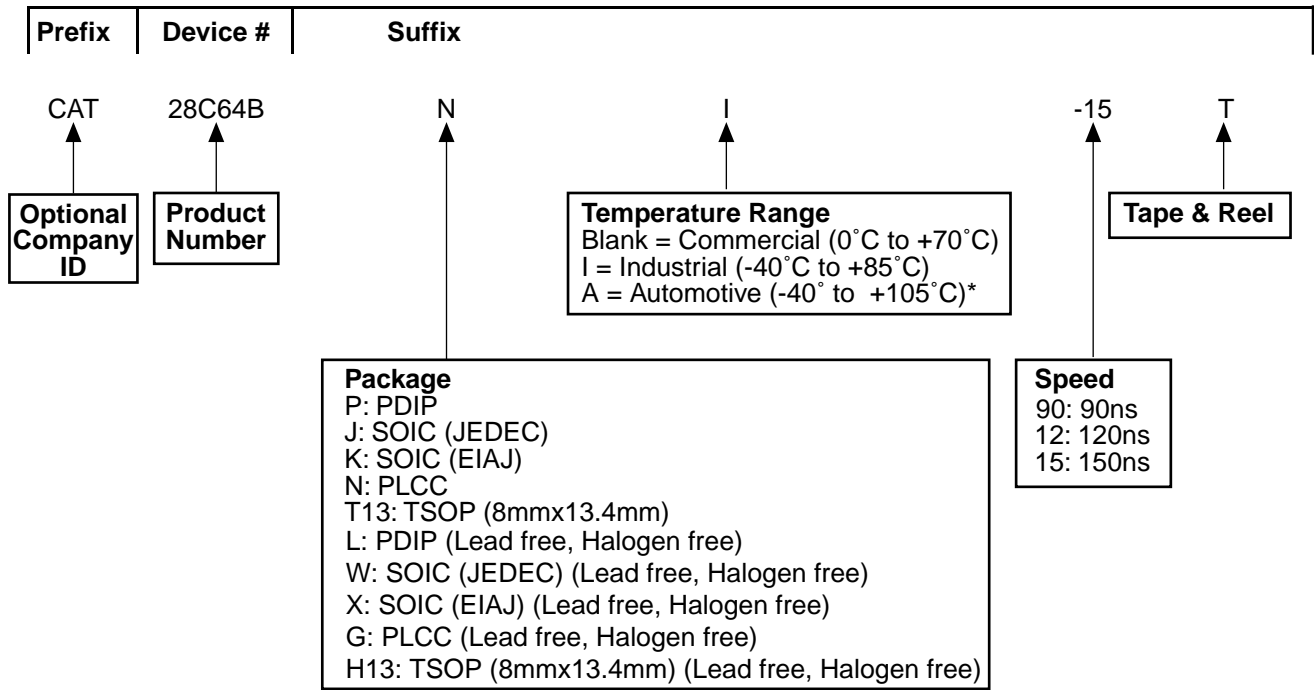 Prefix Device # Suffix
CAT 28C64B N I -15 T
Optional
Company
ID
Product
Number
Temperature Range
Blank = Commercial (0˚C to +70˚C)
I = Industrial (-40˚C to +85˚C)
A = Automotive (-40˚ to +105˚C)*
Tape & Reel
Package
P: PDIP
J: SOIC (JEDEC)
K: SOIC (EIAJ)
N: PLCC
T13: TSOP (8mmx13.4mm)
L: PDIP (Lead free, Halogen free)
W: SOIC (JEDEC) (Lead free, Halogen free)
X: SOIC (EIAJ) (Lead free, Halogen free)
G: PLCC (Lead free, Halogen free)
H13: TSOP (8mmx13.4mm) (Lead free, Halogen free)
Speed
90: 90ns
12: 120ns
15: 150ns